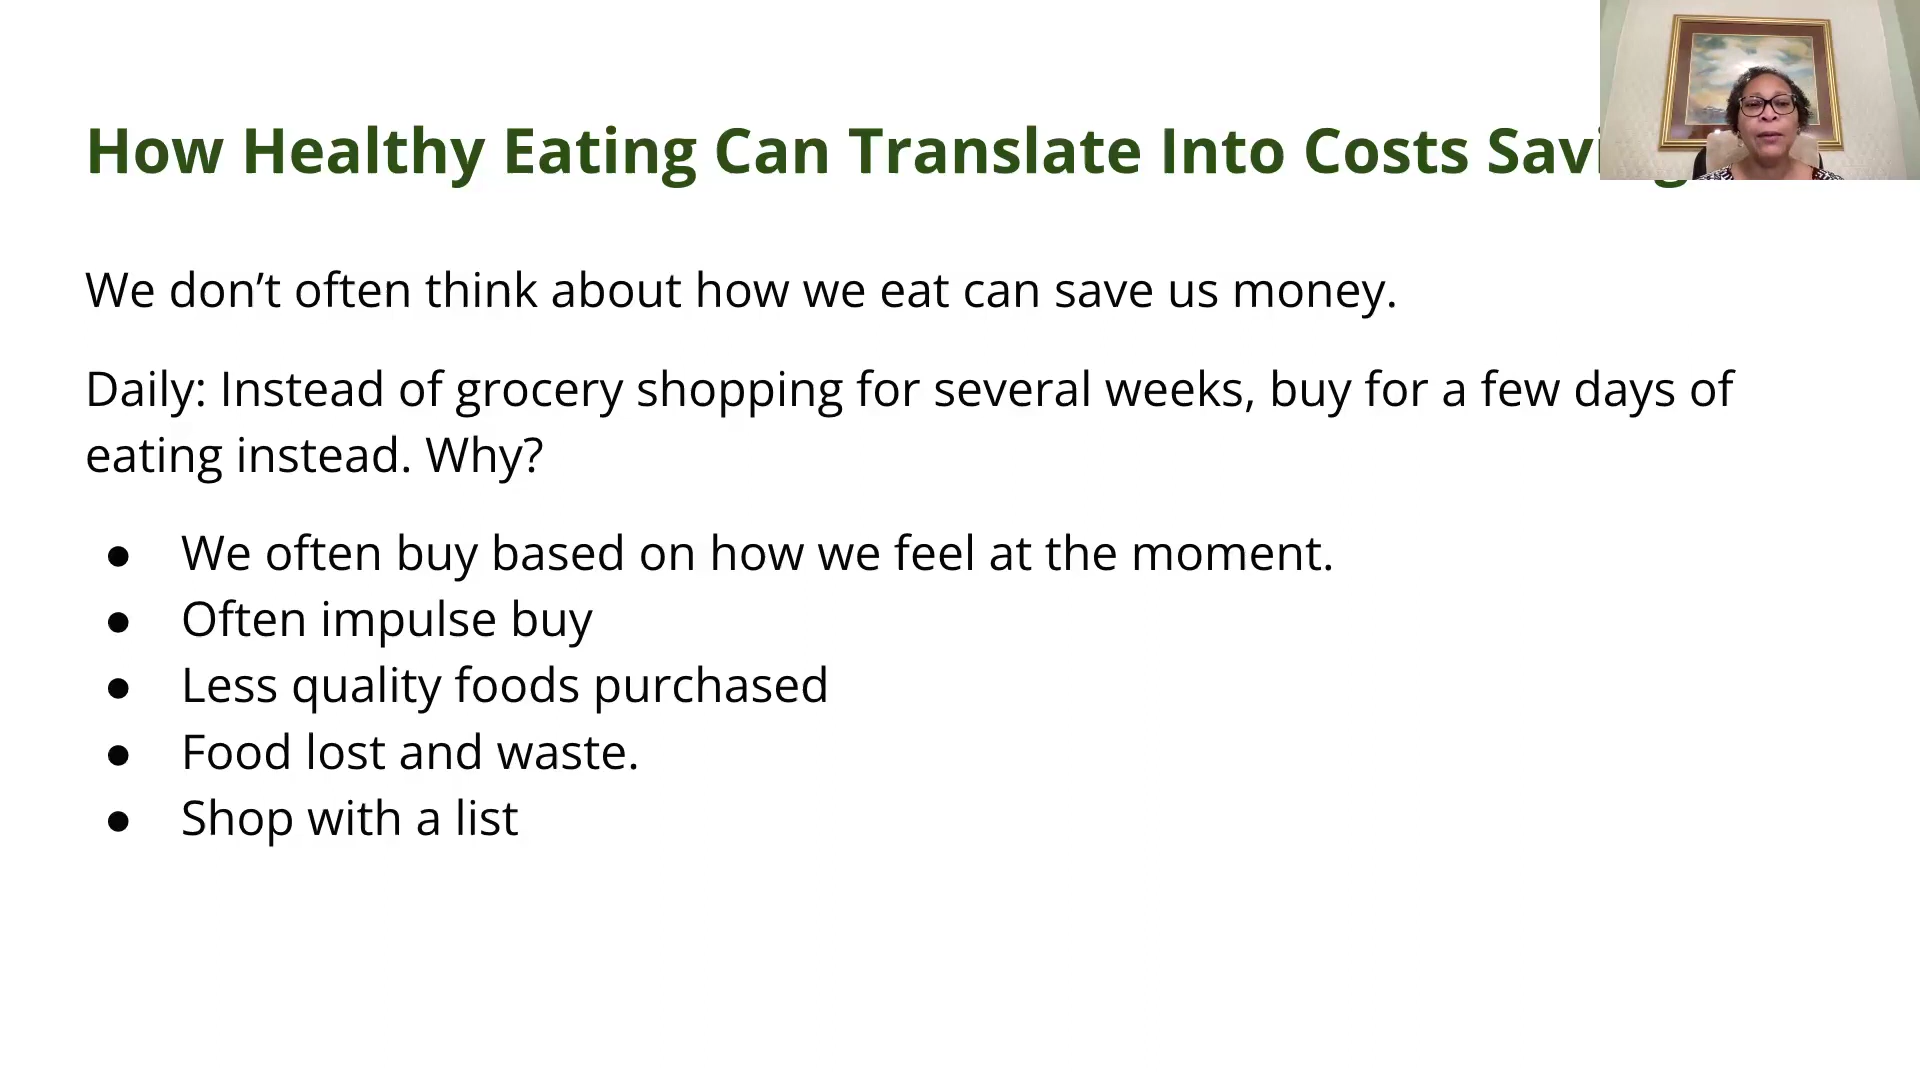 How Healthy Eating Can Translate Into Costs
We don’t often think about how we eat can save us money.
Daily: Instead of grocery shopping for several weeks, buy for a few days of
eating instead. Why?
● We often buy based on how we feel at the moment.
● Often impulse buy
● Less quality foods purchased
● Food lost and waste.
● Shop with a list